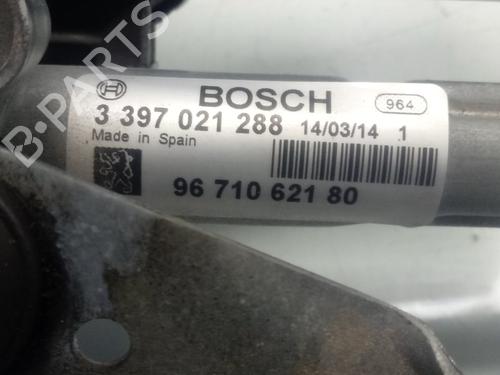 B-PARTS
BOSCH 964
3 397 021 288 14/03/14 1
Made in Spain
96 710 621 80